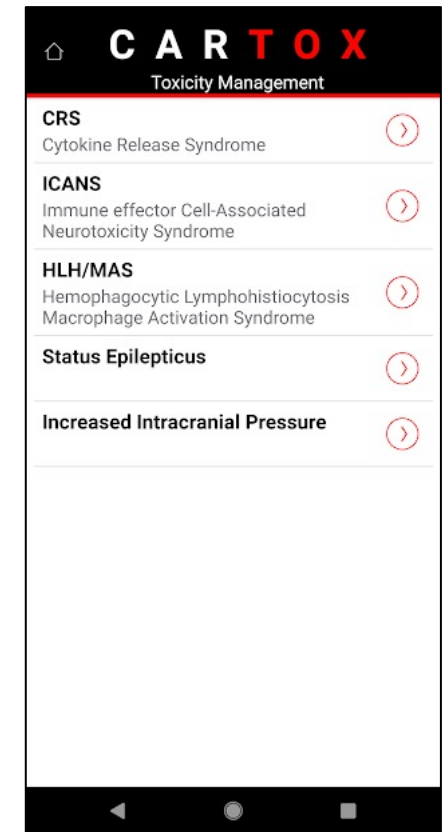 CARTOX
Toxicity Management
CRS
Cytokine Release Syndrome
ICANS
Immune effector Cell-Associated
Neurotoxicity Syndrome
HLH/MAS
Hemophagocytic Lymphohistiocytosis
Macrophage Activation Syndrome
Status Epilepticus
Increased Intracranial Pressure